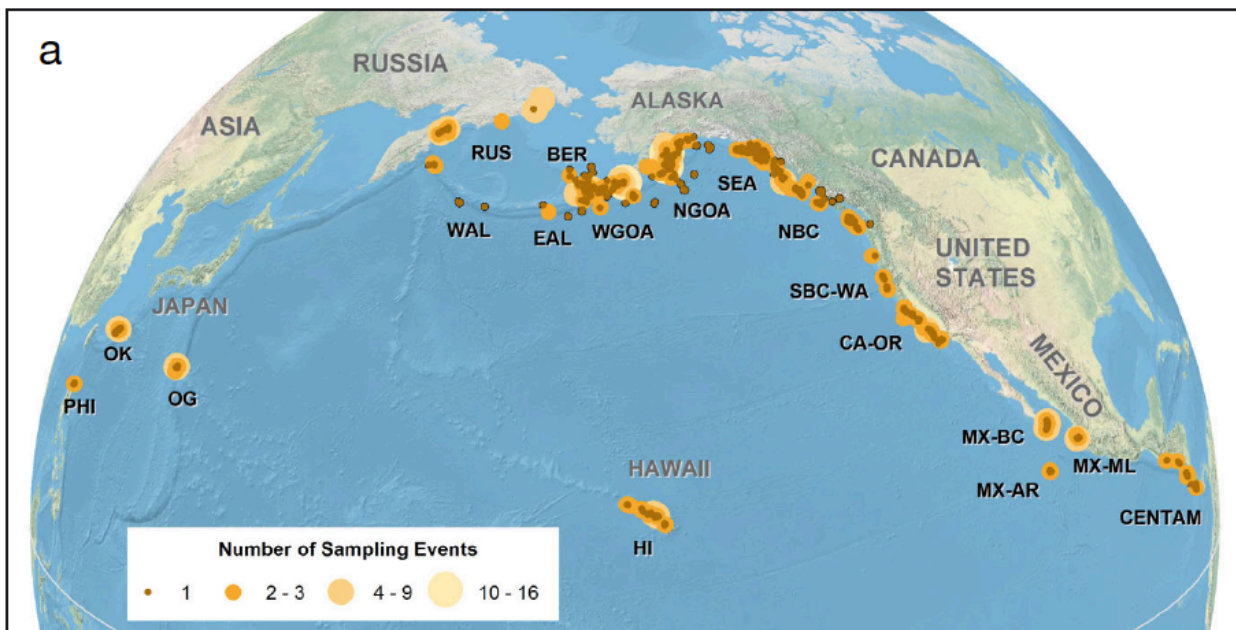 a
RUSSIA
ASIA
ALASKA
CANADA
RUS
BER
SEA
NGOA
WAL
EAL
WGOA
NBC
UNITED
STATES
JAPAN
SBC-WA
OK
CA-OR
MEXICO
PHI
OG
MX-BC
MX-ML
HAWAII
MX-AR
CENTAM
HI
Number of Sampling Events
1
2 - 3
4 - 9
10 - 16